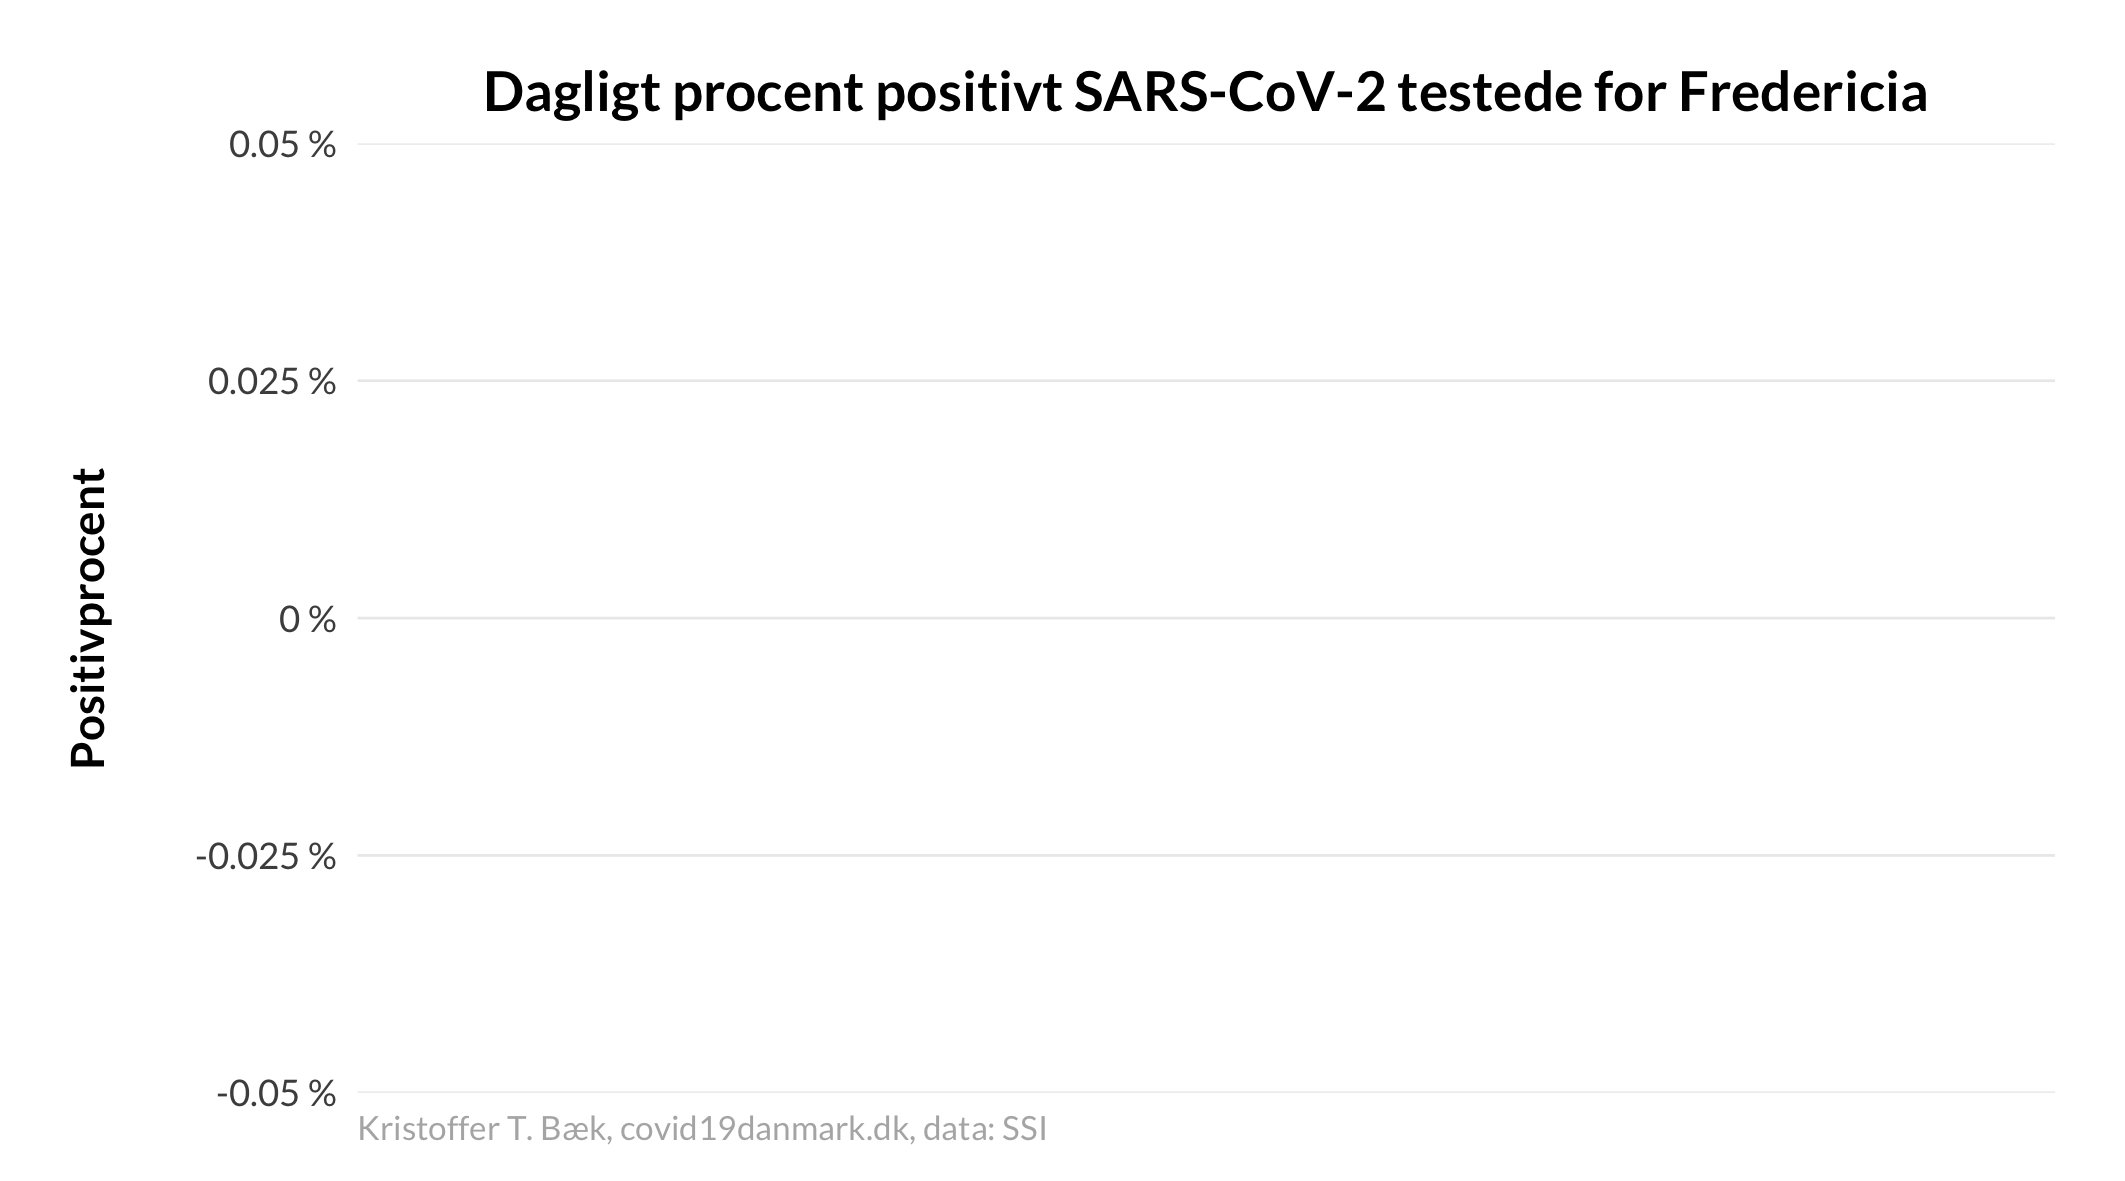 Dagligt procent positivt SARS-CoV-2 testede for Fredericia
0.05 %
0.025 %
0 %
-0.025 %
-0.05 %
Positivprocent
Kristoffer T. Bæk, covid19danmark.dk, data: SSI